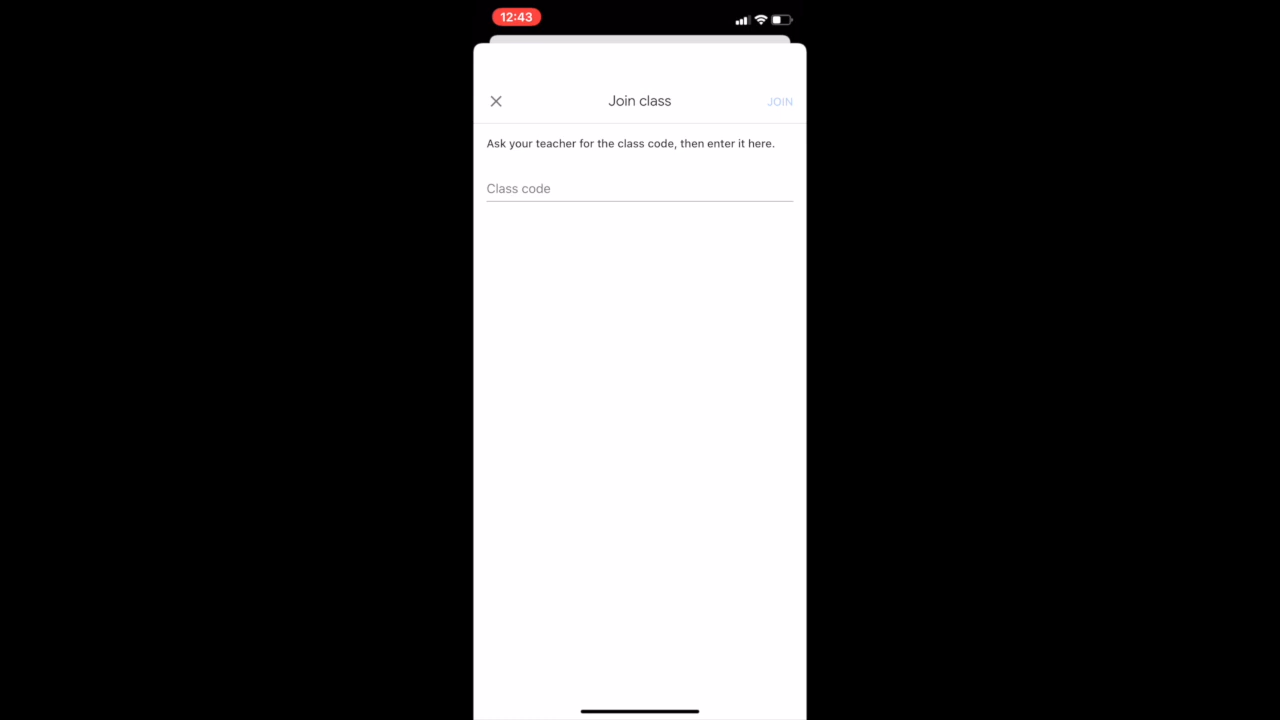 12:43
Join class
JOIN
Ask your teacher for the class code, then enter it here.
Class code